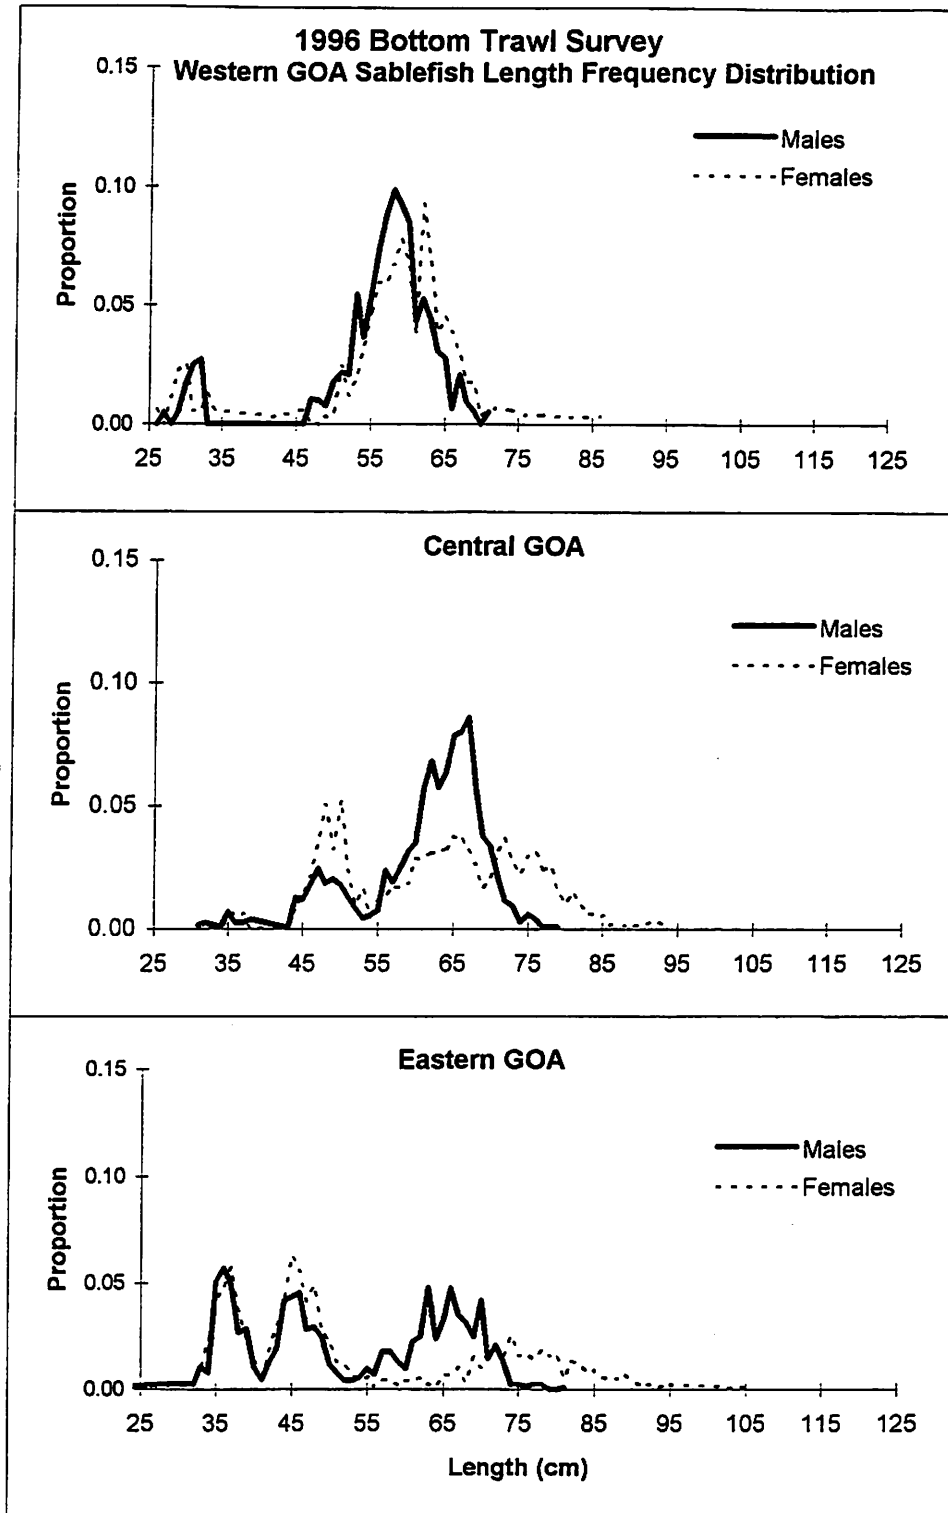 1996 Bottom Trawl Survey
Western GOA Sablefish Length Frequency Distribution
0.15
0.10
0.05
0.00
Proportion
Males
Females
25 35 45 55 65 75 85 95 105 115 125
Central GOA
0.15
0.10
0.05
0.00
Proportion
Males
Females
25 35 45 55 65 75 85 95 105 115 125
Eastern GOA
0.15
0.10
0.05
0.00
Proportion
Males
Females
25 35 45 55 65 75 85 95 105 115 125
Length (cm)